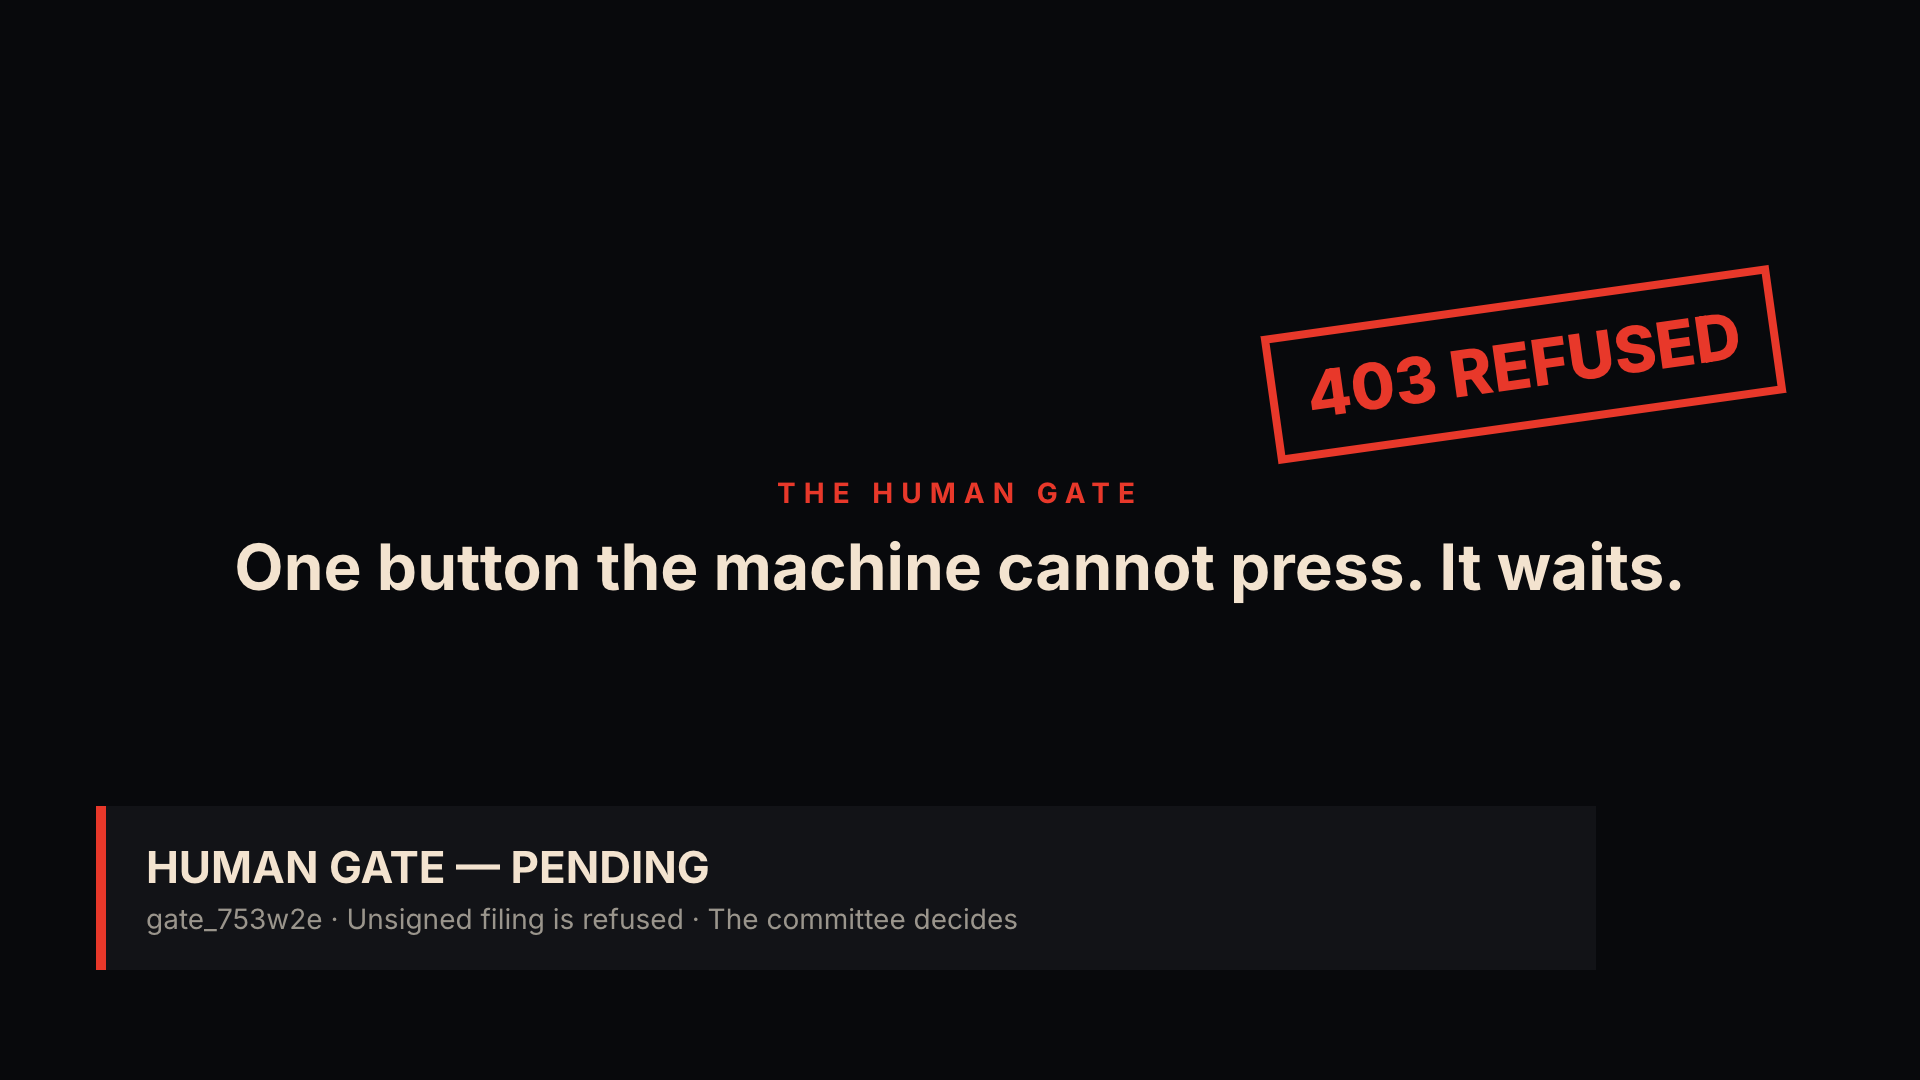 403 REFUSED
THE HUMAN GATE
One button the machine cannot press. It waits.
HUMAN GATE — PENDING
gate_753w2e · Unsigned filing is refused · The committee decides